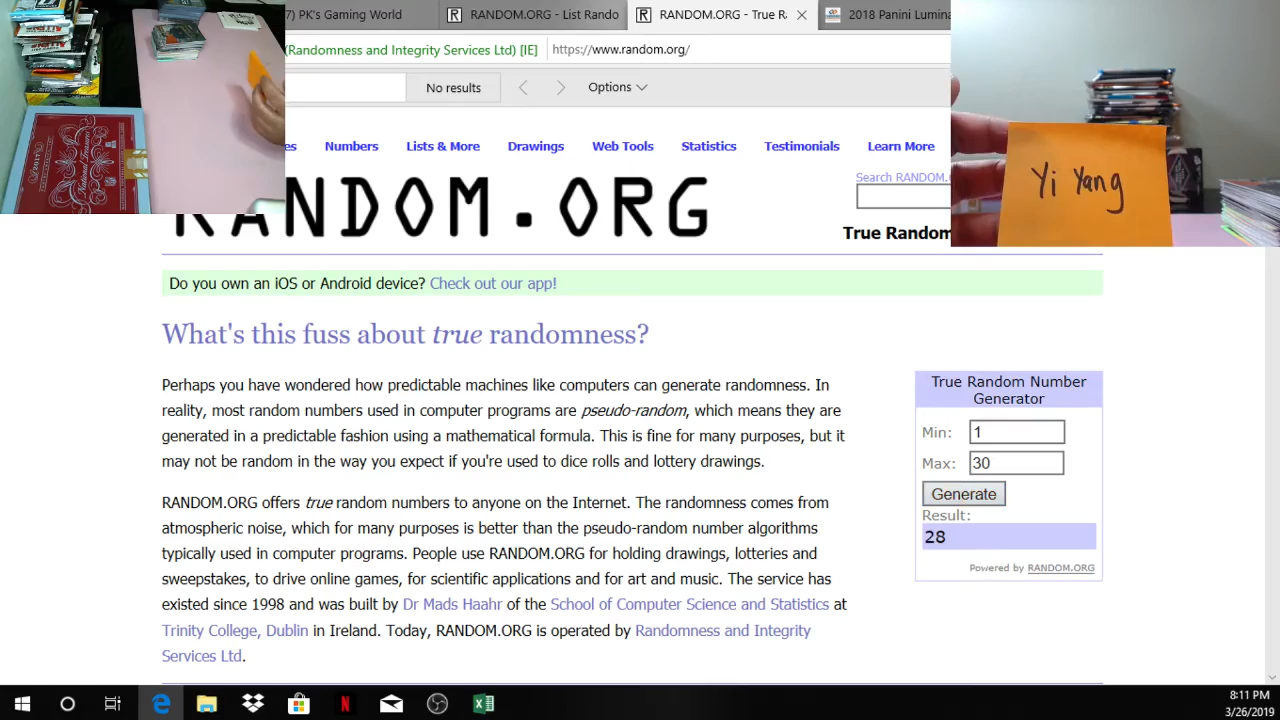 7) PK's Gaming World
RANDOM.ORG - List Rando
RANDOM.ORG - True R
2018 Panini Lumina
(Randomness and Integrity Services Ltd) [IE]
https://www.random.org/
No results
Options
2017
Yi Yang
es
Numbers
Lists & More
Drawings
Web Tools
Statistics
Testimonials
Learn More
Search RANDOM.
RANDOM.ORG
True Random
Do you own an iOS or Android device? Check out our app!
What's this fuss about true randomness?
Perhaps you have wondered how predictable machines like computers can generate randomness. In
reality, most random numbers used in computer programs are pseudo-random, which means they are
generated in a predictable fashion using a mathematical formula. This is fine for many purposes, but it
may not be random in the way you expect if you're used to dice rolls and lottery drawings.
RANDOM.ORG offers true random numbers to anyone on the Internet. The randomness comes from
atmospheric noise, which for many purposes is better than the pseudo-random number algorithms
typically used in computer programs. People use RANDOM.ORG for holding drawings, lotteries and
sweepstakes, to drive online games, for scientific applications and for art and music. The service has
existed since 1998 and was built by Dr Mads Haahr of the School of Computer Science and Statistics at
Trinity College, Dublin in Ireland. Today, RANDOM.ORG is operated by Randomness and Integrity
Services Ltd.
True Random Number
Generator
Min: 1
Max: 30
Generate
Result:
28
Powered by RANDOM.ORG
8:11 PM
3/26/2019